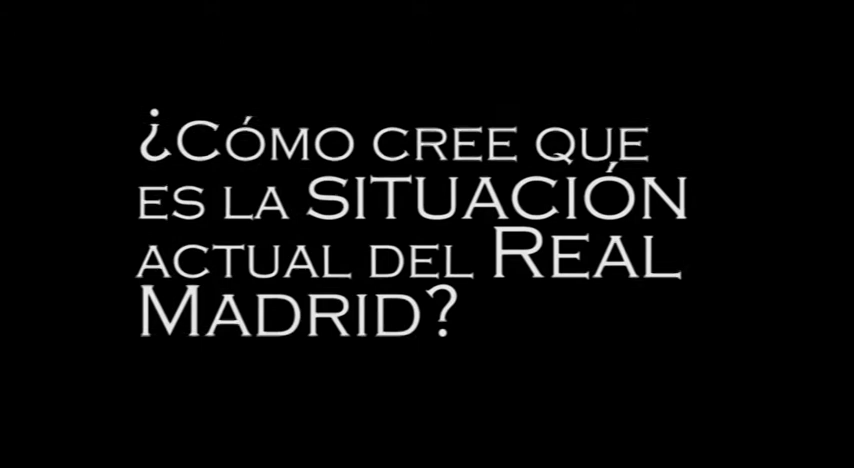 ¿Cómo cree que
es la SITUACIÓN
actual del Real
Madrid?